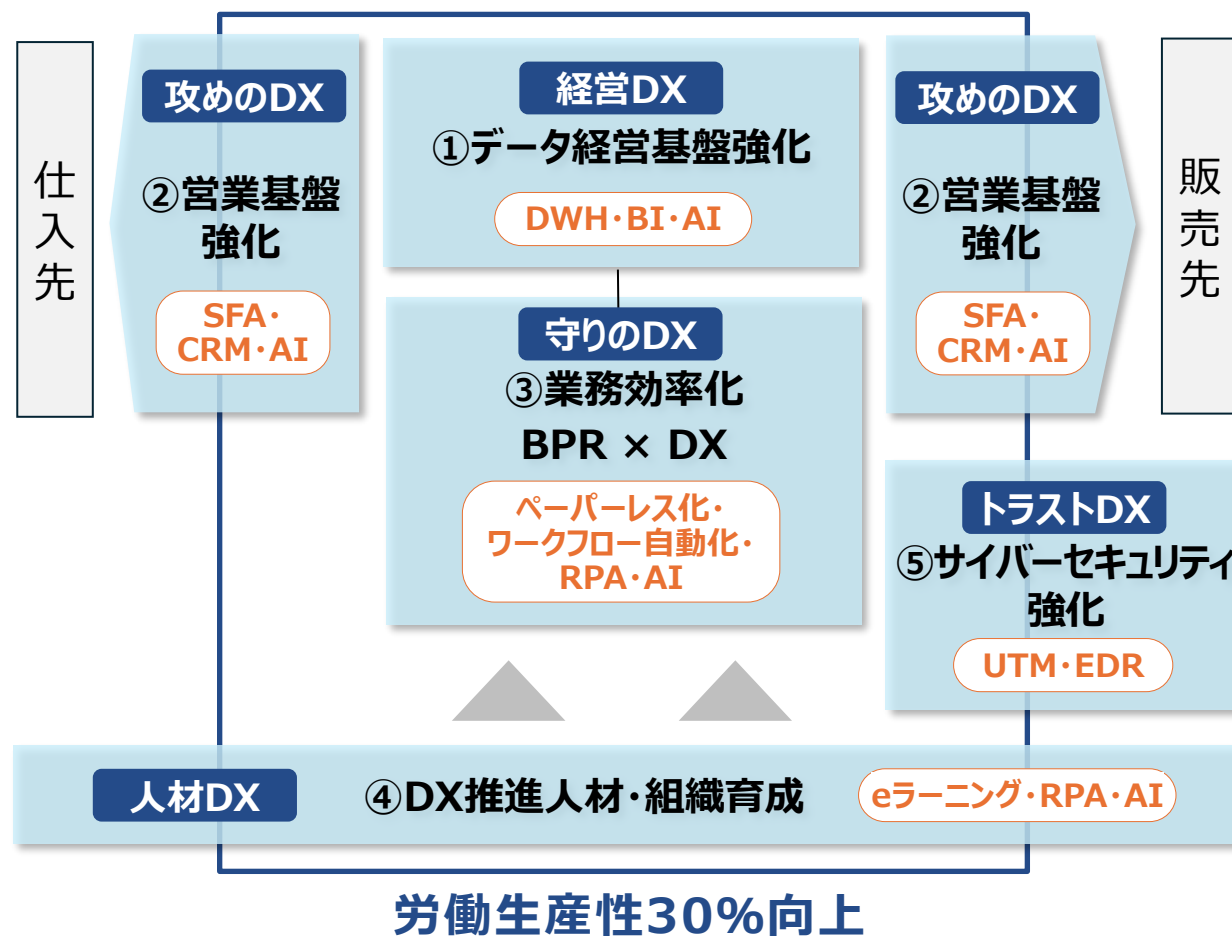 仕入先
攻めのDX
②営業基盤
強化
SFA・
CRM・AI
経営DX
①データ経営基盤強化
DWH・BI・AI
守りのDX
③業務効率化
BPR × DX
ペーパーレス化・
ワークフロー自動化・
RPA・AI
攻めのDX
②営業基盤
強化
SFA・
CRM・AI
販売先
トラストDX
⑤サイバーセキュリティ
強化
UTM・EDR
人材DX
④DX推進人材・組織育成
eラーニング・RPA・AI
労働生産性30%向上